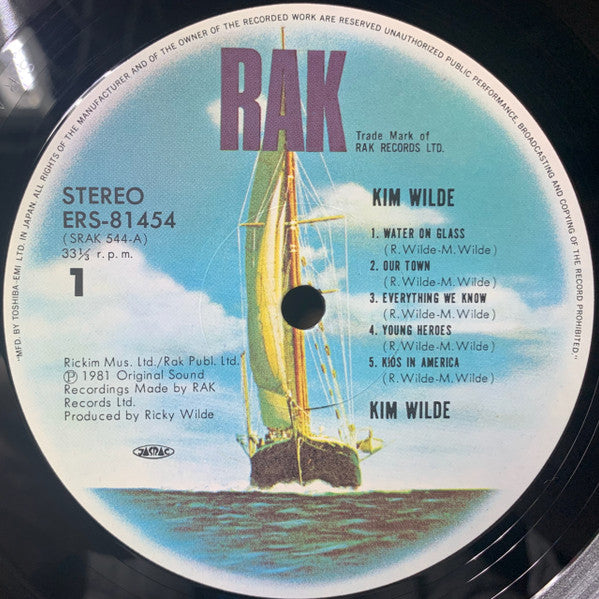 "MFD. BY TOSHIBA-EMI LTD. IN JAPAN. ALL RIGHTS OF THE MANUFACTURER AND OF THE OWNER OF THE RECORDED WORK ARE RESERVED UNAUTHORIZED PUBLIC PERFORMANCE, BROADCASTING AND COPYING OF THE RECORD PROHIBITED."
RAK
Trade Mark of
RAK RECORDS LTD.
STEREO
ERS-81454
(SRAK 544-A)
33⅓ r.p.m.
1
KIM WILDE
1. WATER ON GLASS
(R.Wilde-M.Wilde)
2. OUR TOWN
(R.Wilde-M.Wilde)
3. EVERYTHING WE KNOW
(R.Wilde-M.Wilde)
4. YOUNG HEROES
(R.Wilde-M.Wilde)
5. KIDS IN AMERICA
(R.Wilde-M.Wilde)
KIM WILDE
Rickim Mus. Ltd./Rak Publ. Ltd.
Ⓟ 1981 Original Sound
Recordings Made by RAK
Records Ltd.
Produced by Ricky Wilde
JASRAC